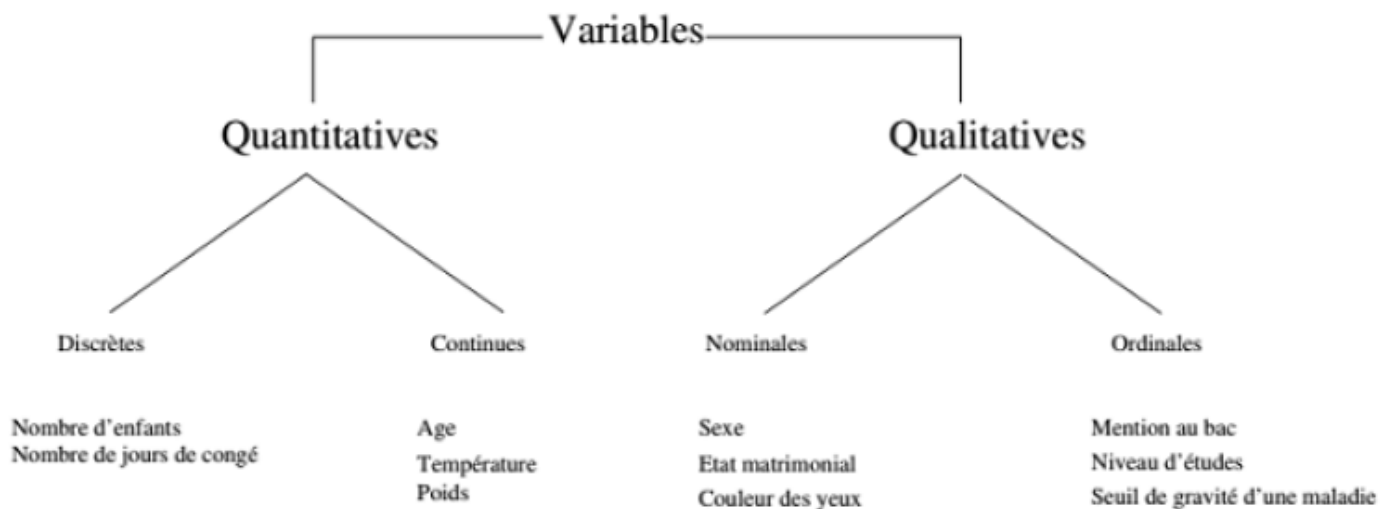 Variables
Quantitatives
Qualitatives
Discrètes
Continues
Nominales
Ordinales
Nombre d'enfants
Nombre de jours de congé
Age
Température
Poids
Sexe
Etat matrimonial
Couleur des yeux
Mention au bac
Niveau d'études
Seuil de gravité d'une maladie